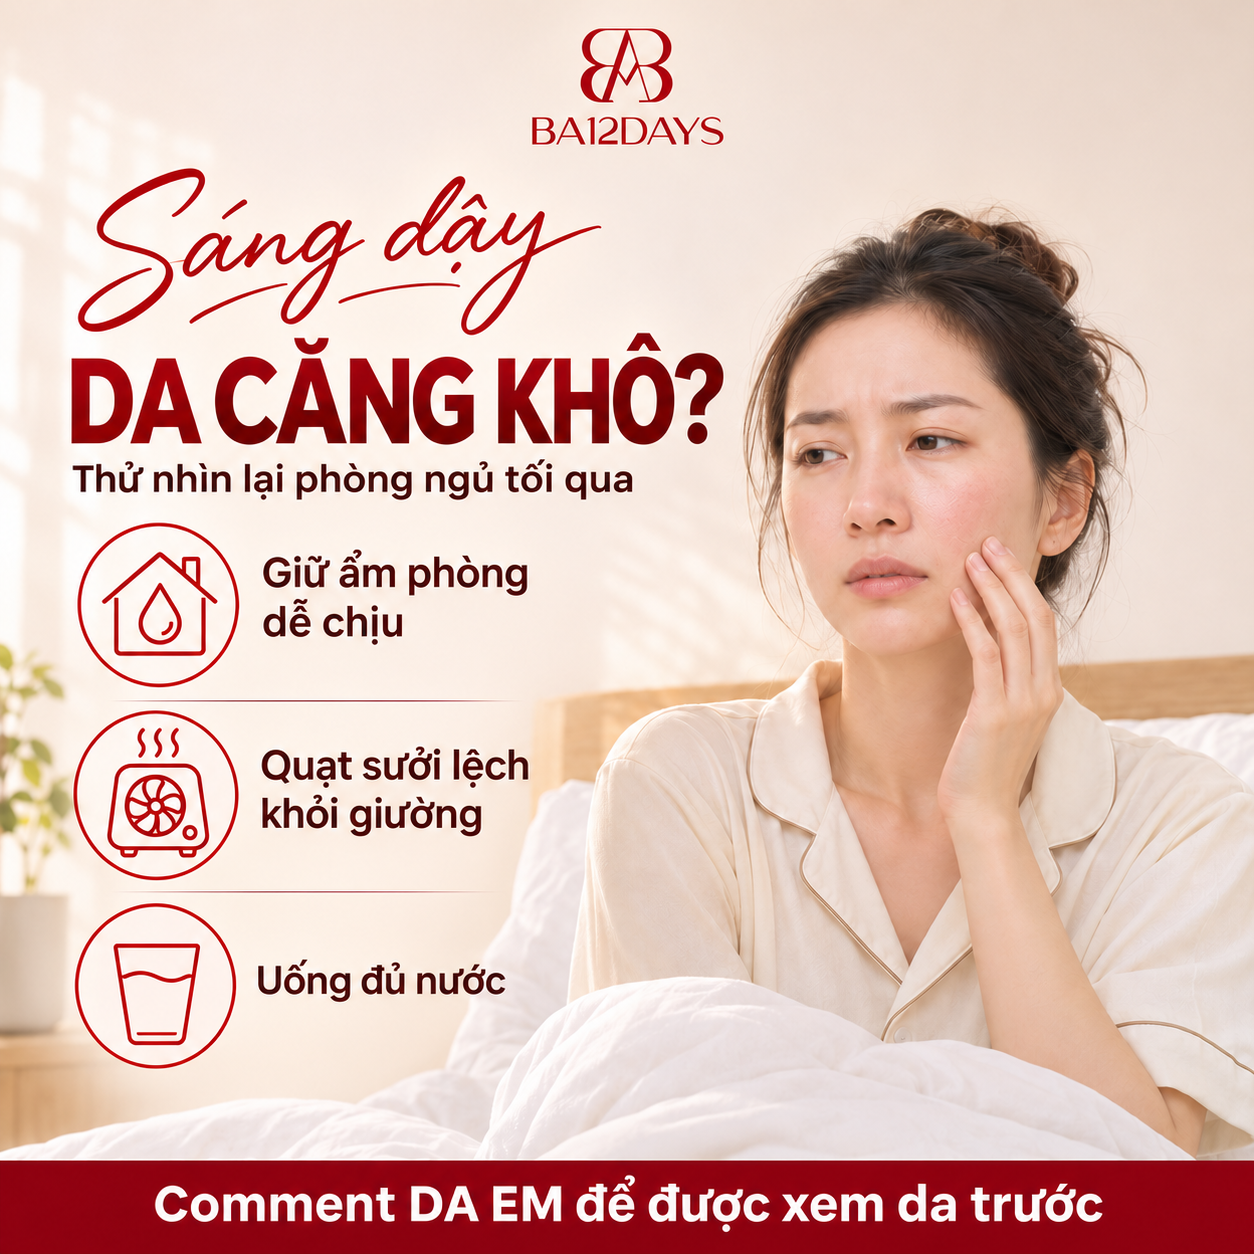 BA12DAYS
Sáng dậy
DA CĂNG KHÔ?
Thử nhìn lại phòng ngủ tối qua
Giữ ẩm phòng
dễ chịu
Quạt sưởi lệch
khỏi giường
Uống đủ nước
Comment DA EM để được xem da trước